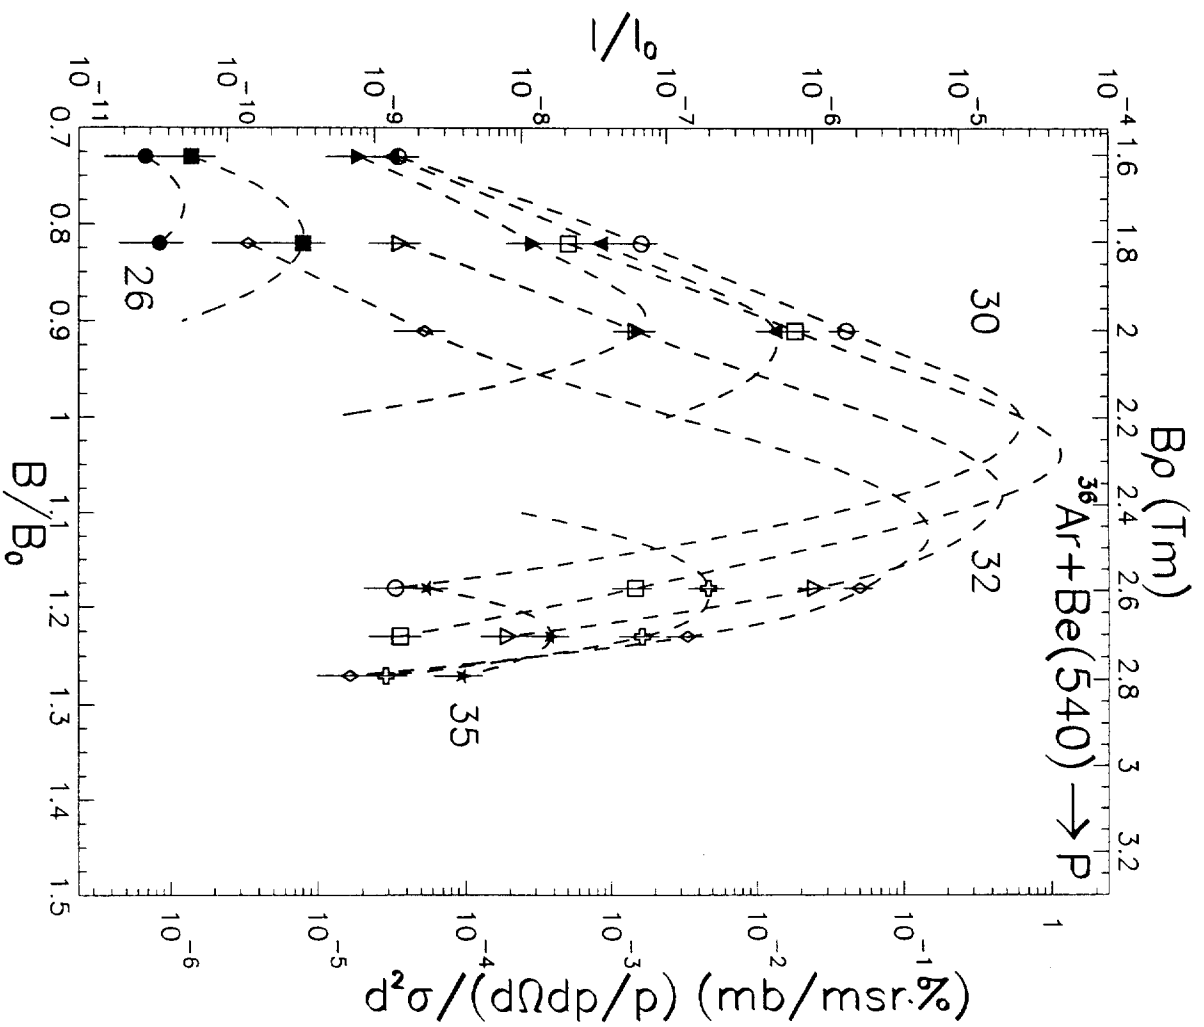 Bρ (Tm)
1.6 1.8 2 2.2 2.4 2.6 2.8 3 3.2
³⁶Ar+Be(540) → P
I/I₀
10⁻⁴
10⁻⁵
10⁻⁶
10⁻⁷
10⁻⁸
10⁻⁹
10⁻¹⁰
10⁻¹¹
30
32
35
26
1
10⁻¹
10⁻²
10⁻³
10⁻⁴
10⁻⁵
10⁻⁶
d²σ/(dΩdp/p) (mb/msr.%)
0.7 0.8 0.9 1 1.1 1.2 1.3 1.4 1.5
B/B₀